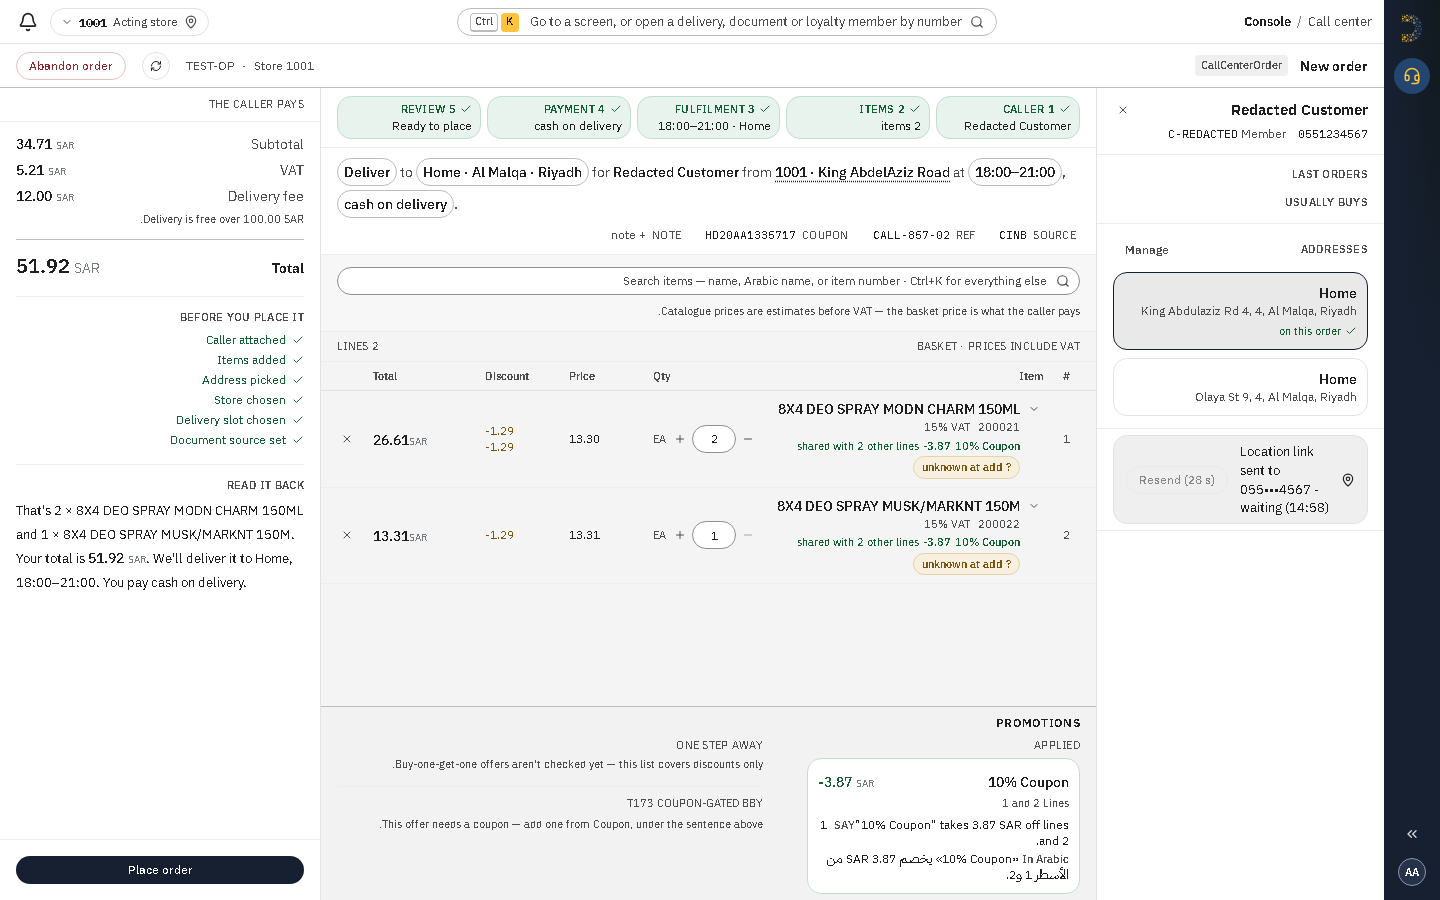 1001 Acting store
Ctrl K Go to a screen, or open a delivery, document or loyalty member by number
Console / Call center
Abandon order
TEST-OP · Store 1001
CallCenterOrder New order
THE CALLER PAYS
34.71 SAR Subtotal
5.21 SAR VAT
12.00 SAR Delivery fee
.Delivery is free over 100.00 SAR
51.92 SAR Total
BEFORE YOU PLACE IT
Caller attached ✓
Items added ✓
Address picked ✓
Store chosen ✓
Delivery slot chosen ✓
Document source set ✓
READ IT BACK
That's 2 × 8X4 DEO SPRAY MODN CHARM 150ML
and 1 × 8X4 DEO SPRAY MUSK/MARKNT 150M.
Your total is 51.92 SAR. We'll deliver it to Home,
18:00–21:00. You pay cash on delivery.
Place order
REVIEW 5 ✓
Ready to place
PAYMENT 4 ✓
cash on delivery
FULFILMENT 3 ✓
18:00–21:00 · Home
ITEMS 2 ✓
items 2
CALLER 1 ✓
Redacted Customer
Deliver to Home · Al Malqa · Riyadh for Redacted Customer from 1001 · King AbdelAziz Road at 18:00–21:00 ,
cash on delivery .
note + NOTE HD20AA1335717 COUPON CALL-857-02 REF CINB SOURCE
Search items — name, Arabic name, or item number · Ctrl+K for everything else
.Catalogue prices are estimates before VAT — the basket price is what the caller pays
LINES 2 BASKET · PRICES INCLUDE VAT
Total Discount Price Qty Item #
8X4 DEO SPRAY MODN CHARM 150ML
15% VAT 200021
26.61SAR -1.29 13.30 EA + 2 − 1
-1.29
shared with 2 other lines -3.87 10% Coupon
unknown at add ?
8X4 DEO SPRAY MUSK/MARKNT 150M
15% VAT 200022
13.31SAR -1.29 13.31 EA + 1 − 2
shared with 2 other lines -3.87 10% Coupon
unknown at add ?
PROMOTIONS
ONE STEP AWAY
.Buy-one-get-one offers aren't checked yet — this list covers discounts only
T173 COUPON-GATED BBY
.This offer needs a coupon — add one from Coupon, under the sentence above
APPLIED
-3.87 SAR 10% Coupon
1 and 2 Lines
1 SAY "10% Coupon" takes 3.87 SAR off lines
.and 2
In Arabic «10% Coupon» يخصم 3.87 SAR من
الأسطر 1 و2.
Redacted Customer
C-REDACTED Member 0551234567
LAST ORDERS
USUALLY BUYS
Manage ADDRESSES
Home
King Abdulaziz Rd 4, 4, Al Malqa, Riyadh
on this order ✓
Home
Olaya St 9, 4, Al Malqa, Riyadh
Resend (28 s)
Location link
sent to
055•••4567 -
waiting (14:58)
AA